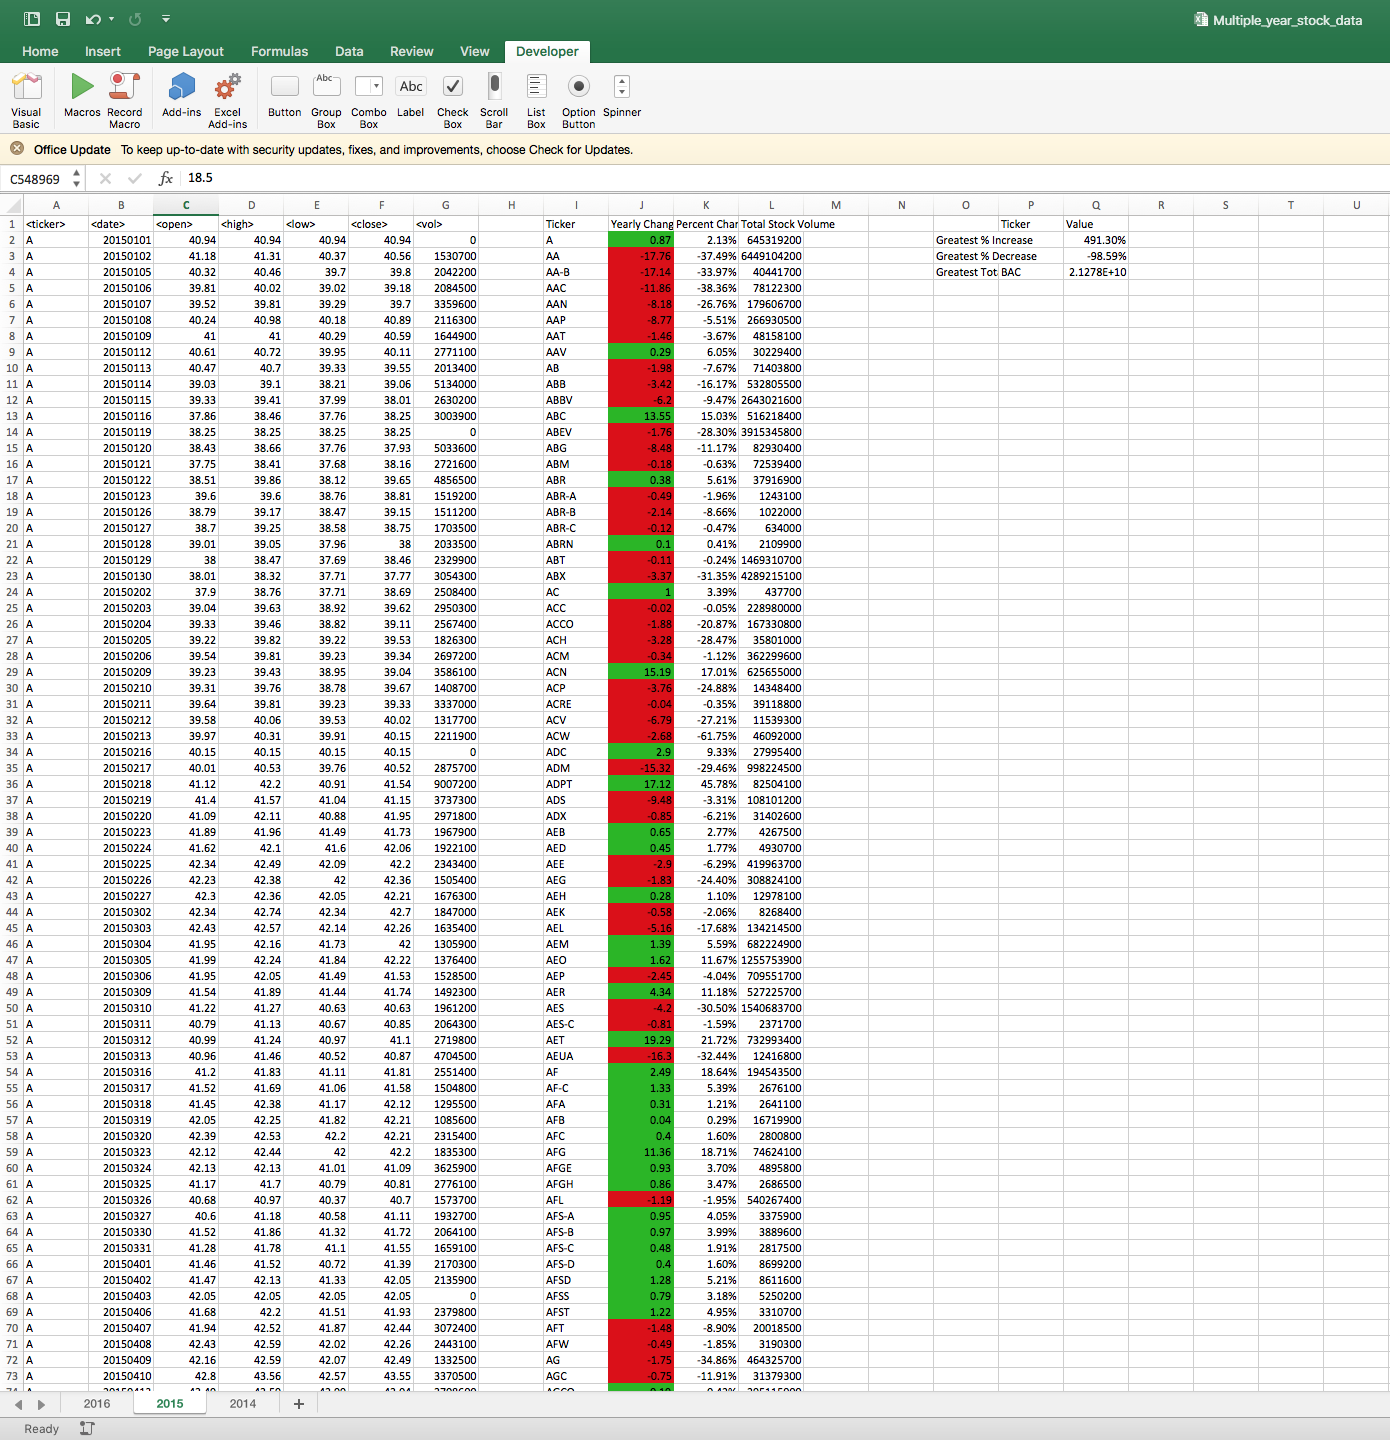 Multiple_year_stock_data
Home Insert Page Layout Formulas Data Review View Developer
Visual Basic Macros Record Macro Add-ins Excel Add-ins Button Group Box Combo Box Label Check Box Scroll Bar List Box Option Button Spinner
Abc Abc
Office Update To keep up-to-date with security updates, fixes, and improvements, choose Check for Updates.
C548969 fx 18.5
A B C D E F G H I J K L M N O P Q R S T U
1 <ticker> <date> <open> <high> <low> <close> <vol> Ticker Yearly Chang Percent Char Total Stock Volume Ticker Value
2 A 20150101 40.94 40.94 40.94 40.94 0 A 0.87 2.13% 645319200 Greatest % Increase 491.30%
3 A 20150102 41.18 41.31 40.37 40.56 1530700 AA -17.76 -37.49% 6449104200 Greatest % Decrease -98.59%
4 A 20150105 40.32 40.46 39.7 39.8 2042200 AA-B -17.14 -33.97% 40441700 Greatest Tot BAC 2.1278E+10
5 A 20150106 39.81 40.02 39.02 39.18 2084500 AAC -11.86 -38.36% 78122300
6 A 20150107 39.52 39.81 39.29 39.7 3359600 AAN -8.18 -26.76% 179606700
7 A 20150108 40.24 40.98 40.18 40.89 2116300 AAP -8.77 -5.51% 266930500
8 A 20150109 41 41 40.29 40.59 1644900 AAT -1.46 -3.67% 48158100
9 A 20150112 40.61 40.72 39.95 40.11 2771100 AAV 0.29 6.05% 30229400
10 A 20150113 40.47 40.7 39.33 39.55 2013400 AB -1.98 -7.67% 71403800
11 A 20150114 39.03 39.1 38.21 39.06 5134000 ABB -3.42 -16.17% 532805500
12 A 20150115 39.33 39.41 37.99 38.01 2630200 ABBV -6.2 -9.47% 2643021600
13 A 20150116 37.86 38.46 37.76 38.25 3003900 ABC 13.55 15.03% 516218400
14 A 20150119 38.25 38.25 38.25 38.25 0 ABEV -1.76 -28.30% 3915345800
15 A 20150120 38.43 38.66 37.76 37.93 5033600 ABG -8.48 -11.17% 82930400
16 A 20150121 37.75 38.41 37.68 38.16 2721600 ABM -0.18 -0.63% 72539400
17 A 20150122 38.51 39.86 38.12 39.65 4856500 ABR 0.38 5.61% 37916900
18 A 20150123 39.6 39.6 38.76 38.81 1519200 ABR-A -0.49 -1.96% 1243100
19 A 20150126 38.79 39.17 38.47 39.15 1511200 ABR-B -2.14 -8.66% 1022000
20 A 20150127 38.7 39.25 38.58 38.75 1703500 ABR-C -0.12 -0.47% 634000
21 A 20150128 39.01 39.05 37.96 38 2033500 ABRN 0.1 0.41% 2109900
22 A 20150129 38 38.47 37.69 38.46 2329900 ABT -0.11 -0.24% 1469310700
23 A 20150130 38.01 38.32 37.71 37.77 3054300 ABX -3.37 -31.35% 4289215100
24 A 20150202 37.9 38.76 37.71 38.69 2508400 AC 1 3.39% 437700
25 A 20150203 39.04 39.63 38.92 39.62 2950300 ACC -0.02 -0.05% 228980000
26 A 20150204 39.33 39.46 38.82 39.11 2567400 ACCO -1.88 -20.87% 167330800
27 A 20150205 39.22 39.82 39.22 39.53 1826300 ACH -3.28 -28.47% 35801000
28 A 20150206 39.54 39.81 39.23 39.34 2697200 ACM -0.34 -1.12% 362299600
29 A 20150209 39.23 39.43 38.95 39.04 3586100 ACN 15.19 17.01% 625655000
30 A 20150210 39.31 39.76 38.78 39.67 1408700 ACP -3.76 -24.88% 14348400
31 A 20150211 39.64 39.81 39.23 39.33 3337000 ACRE -0.04 -0.35% 39118800
32 A 20150212 39.58 40.06 39.53 40.02 1317700 ACV -6.79 -27.21% 11539300
33 A 20150213 39.97 40.31 39.91 40.15 2211900 ACW -2.68 -61.75% 46092000
34 A 20150216 40.15 40.15 40.15 40.15 0 ADC 2.9 9.33% 27995400
35 A 20150217 40.01 40.53 39.76 40.52 2875700 ADM -15.32 -29.46% 998224500
36 A 20150218 41.12 42.2 40.91 41.54 9007200 ADPT 17.12 45.78% 82504100
37 A 20150219 41.4 41.57 41.04 41.15 3737300 ADS -9.48 -3.31% 108101200
38 A 20150220 41.09 42.11 40.88 41.95 2971800 ADX -0.85 -6.21% 31402600
39 A 20150223 41.89 41.96 41.49 41.73 1967900 AEB 0.65 2.77% 4267500
40 A 20150224 41.62 42.1 41.6 42.06 1922100 AED 0.45 1.77% 4930700
41 A 20150225 42.34 42.49 42.09 42.2 2343400 AEE -2.9 -6.29% 419963700
42 A 20150226 42.23 42.38 42 42.36 1505400 AEG -1.83 -24.40% 308824100
43 A 20150227 42.3 42.36 42.05 42.21 1676300 AEH 0.28 1.10% 12978100
44 A 20150302 42.34 42.74 42.34 42.7 1847000 AEK -0.58 -2.06% 8268400
45 A 20150303 42.43 42.57 42.14 42.26 1635400 AEL -5.16 -17.68% 134214500
46 A 20150304 41.95 42.16 41.73 42 1305900 AEM 1.39 5.59% 682224900
47 A 20150305 41.99 42.24 41.84 42.22 1376400 AEO 1.62 11.67% 1255753900
48 A 20150306 41.95 42.05 41.49 41.53 1528500 AEP -2.45 -4.04% 709551700
49 A 20150309 41.54 41.89 41.44 41.74 1492300 AER 4.34 11.18% 527225700
50 A 20150310 41.22 41.27 40.63 40.63 1961200 AES -4.2 -30.50% 1540683700
51 A 20150311 40.79 41.13 40.67 40.85 2064300 AES-C -0.81 -1.59% 2371700
52 A 20150312 40.99 41.24 40.97 41.1 2719800 AET 19.29 21.72% 732993400
53 A 20150313 40.96 41.46 40.52 40.87 4704500 AEUA -16.3 -32.44% 12416800
54 A 20150316 41.2 41.83 41.11 41.81 2551400 AF 2.49 18.64% 194543500
55 A 20150317 41.52 41.69 41.06 41.58 1504800 AF-C 1.33 5.39% 2676100
56 A 20150318 41.45 42.38 41.17 42.12 1295500 AFA 0.31 1.21% 2641100
57 A 20150319 42.05 42.25 41.82 42.21 1085600 AFB 0.04 0.29% 16719900
58 A 20150320 42.39 42.53 42.2 42.21 2315400 AFC 0.4 1.60% 2800800
59 A 20150323 42.12 42.44 42 42.2 1835300 AFG 11.36 18.71% 74624100
60 A 20150324 42.13 42.13 41.01 41.09 3625900 AFGE 0.93 3.70% 4895800
61 A 20150325 41.17 41.7 40.79 40.81 2776100 AFGH 0.86 3.47% 2686500
62 A 20150326 40.68 40.97 40.37 40.7 1573700 AFL -1.19 -1.95% 540267400
63 A 20150327 40.6 41.18 40.58 41.11 1932700 AFS-A 0.95 4.05% 3375900
64 A 20150330 41.52 41.86 41.32 41.72 2064100 AFS-B 0.97 3.99% 3889600
65 A 20150331 41.28 41.78 41.1 41.55 1659100 AFS-C 0.48 1.91% 2817500
66 A 20150401 41.46 41.52 40.72 41.39 2170300 AFS-D 0.4 1.60% 8699200
67 A 20150402 41.47 42.13 41.33 42.05 2135900 AFSD 1.28 5.21% 8611600
68 A 20150403 42.05 42.05 42.05 42.05 0 AFSS 0.79 3.18% 5250200
69 A 20150406 41.68 42.2 41.51 41.93 2379800 AFST 1.22 4.95% 3310700
70 A 20150407 41.94 42.52 41.87 42.44 3072400 AFT -1.48 -8.90% 20018500
71 A 20150408 42.43 42.59 42.02 42.26 2443100 AFW -0.49 -1.85% 3190300
72 A 20150409 42.16 42.59 42.07 42.49 1332500 AG -1.75 -34.86% 464325700
73 A 20150410 42.8 43.56 42.57 43.55 3370500 AGC -0.75 -11.91% 31379300
2016 2015 2014 +
Ready